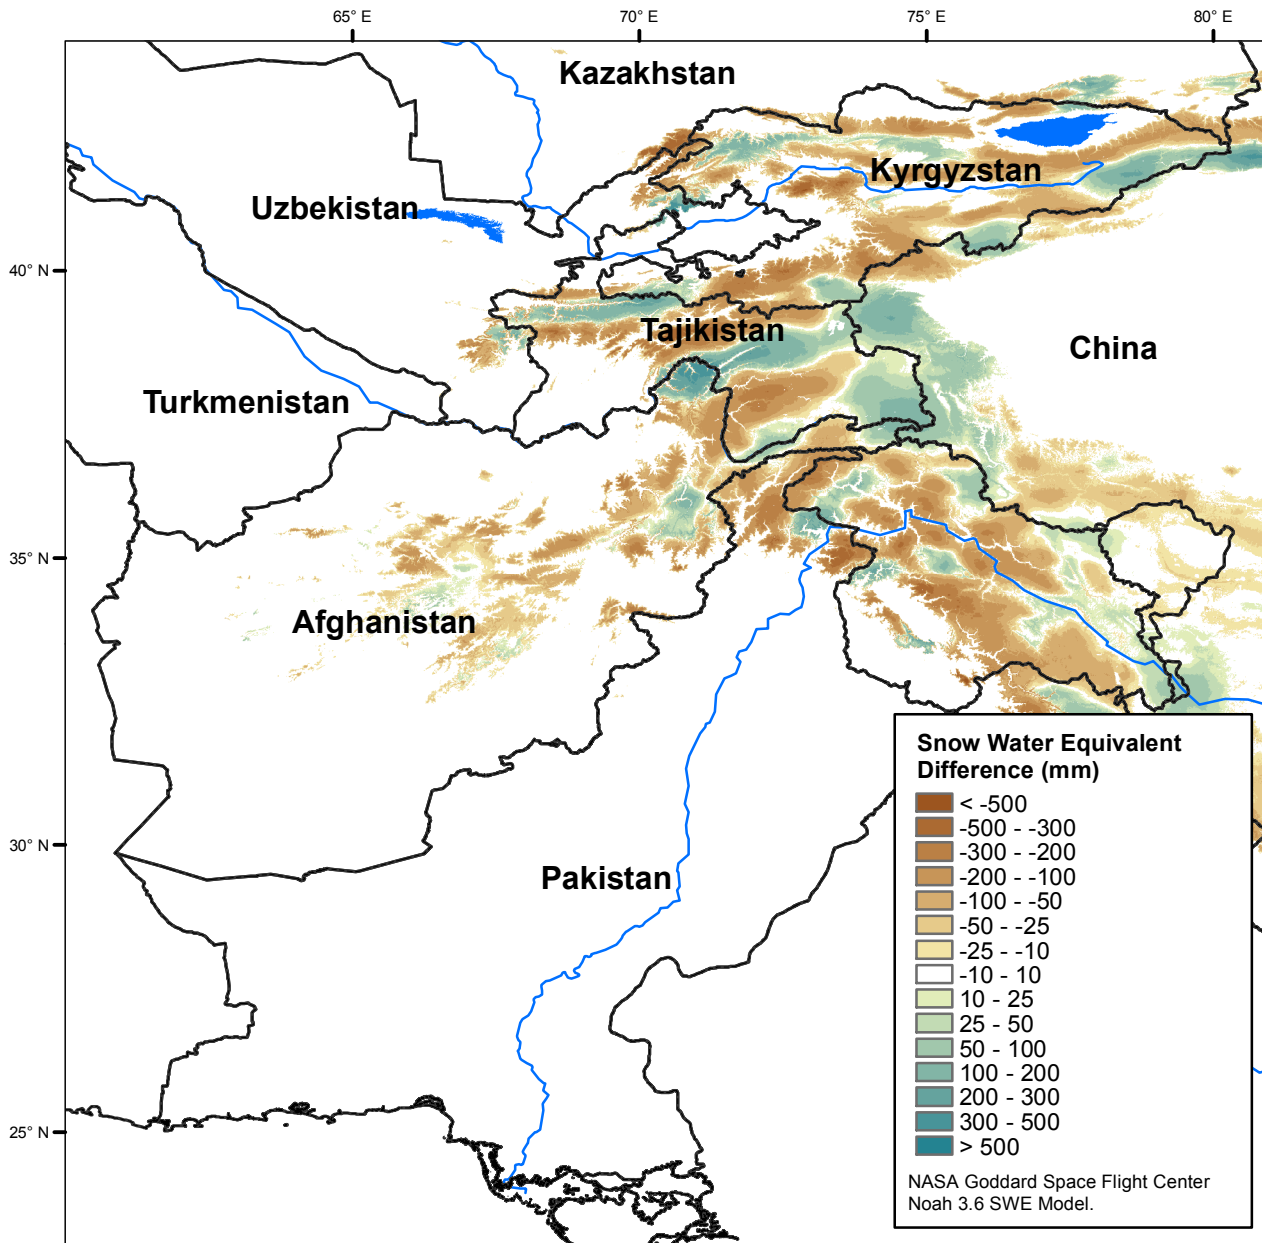 65° E
70° E
75° E
80° E
Kazakhstan
Kyrgyzstan
Uzbekistan
40° N
Tajikistan
China
Turkmenistan
35° N
Afghanistan
Snow Water Equivalent
Difference (mm)
< -500
-500 - -300
-300 - -200
-200 - -100
-100 - -50
-50 - -25
-25 - -10
-10 - 10
10 - 25
25 - 50
50 - 100
100 - 200
200 - 300
300 - 500
> 500
NASA Goddard Space Flight Center
Noah 3.6 SWE Model.
30° N
Pakistan
25° N